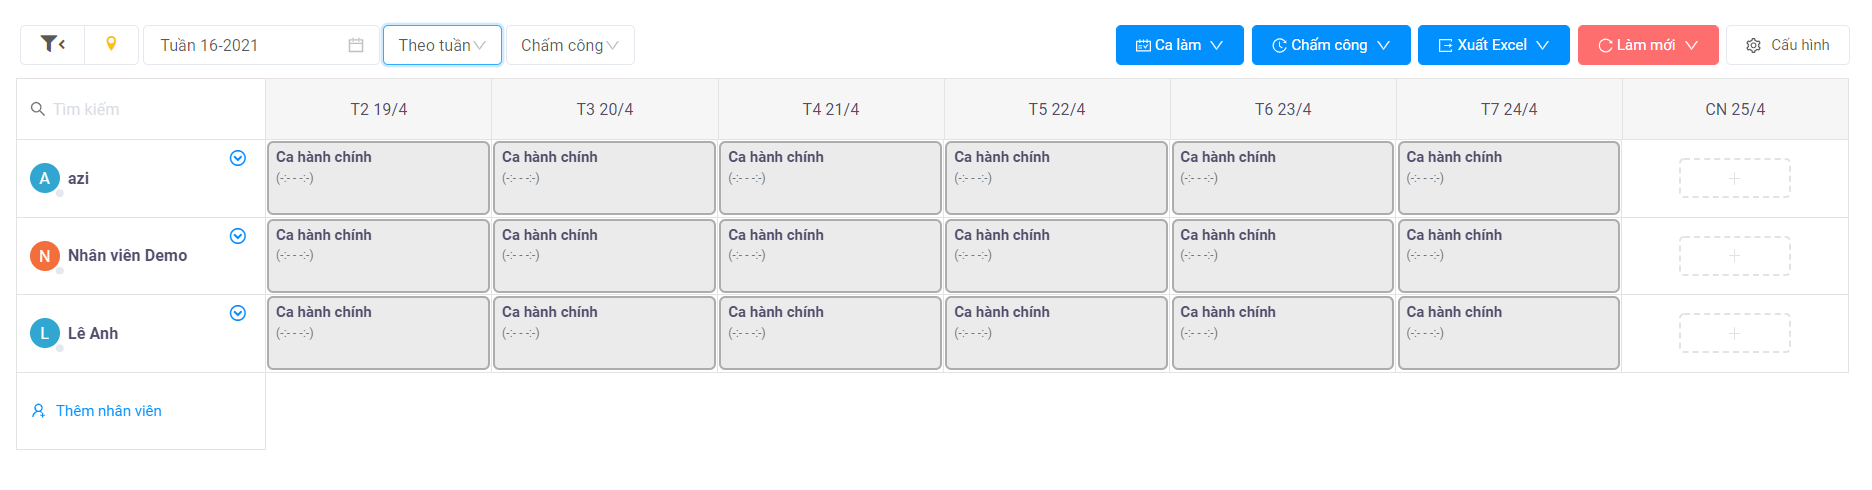 Tuần 16-2021 Theo tuần Chấm công Ca làm Chấm công Xuất Excel Làm mới Cấu hình
Tìm kiếm T2 19/4 T3 20/4 T4 21/4 T5 22/4 T6 23/4 T7 24/4 CN 25/4
Ca hành chính Ca hành chính Ca hành chính Ca hành chính Ca hành chính Ca hành chính
A azi (-:- - -:-) (-:- - -:-) (-:- - -:-) (-:- - -:-) (-:- - -:-) (-:- - -:-)
Ca hành chính Ca hành chính Ca hành chính Ca hành chính Ca hành chính Ca hành chính
N Nhân viên Demo (-:- - -:-) (-:- - -:-) (-:- - -:-) (-:- - -:-) (-:- - -:-) (-:- - -:-)
Ca hành chính Ca hành chính Ca hành chính Ca hành chính Ca hành chính Ca hành chính
L Lê Anh (-:- - -:-) (-:- - -:-) (-:- - -:-) (-:- - -:-) (-:- - -:-) (-:- - -:-)
Thêm nhân viên